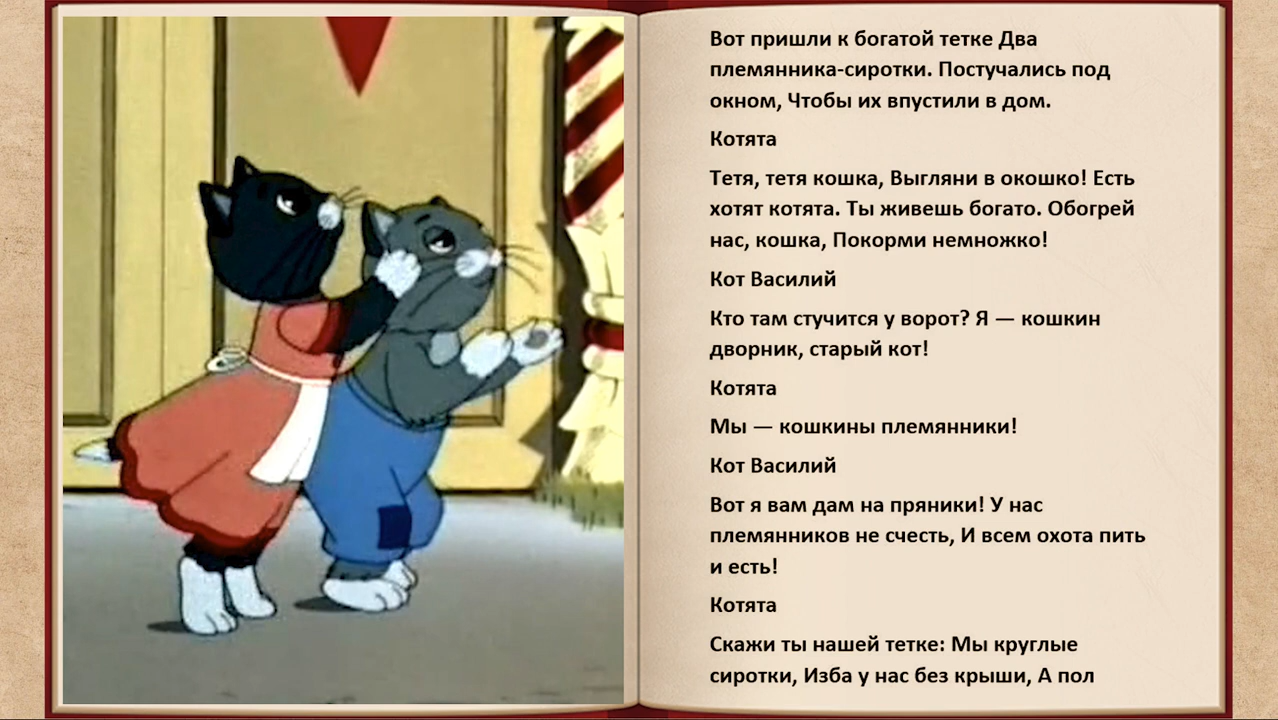 Вот пришли к богатой тетке Два
племянника-сиротки. Постучались под
окном, Чтобы их впустили в дом.
Котята
Тетя, тетя кошка, Выгляни в окошко! Есть
хотят котята. Ты живешь богато. Обогрей
нас, кошка, Покорми немножко!
Кот Василий
Кто там стучится у ворот? Я — кошкин
дворник, старый кот!
Котята
Мы — кошкины племянники!
Кот Василий
Вот я вам дам на пряники! У нас
племянников не счесть, И всем охота пить
и есть!
Котята
Скажи ты нашей тетке: Мы круглые
сиротки, Изба у нас без крыши, А пол